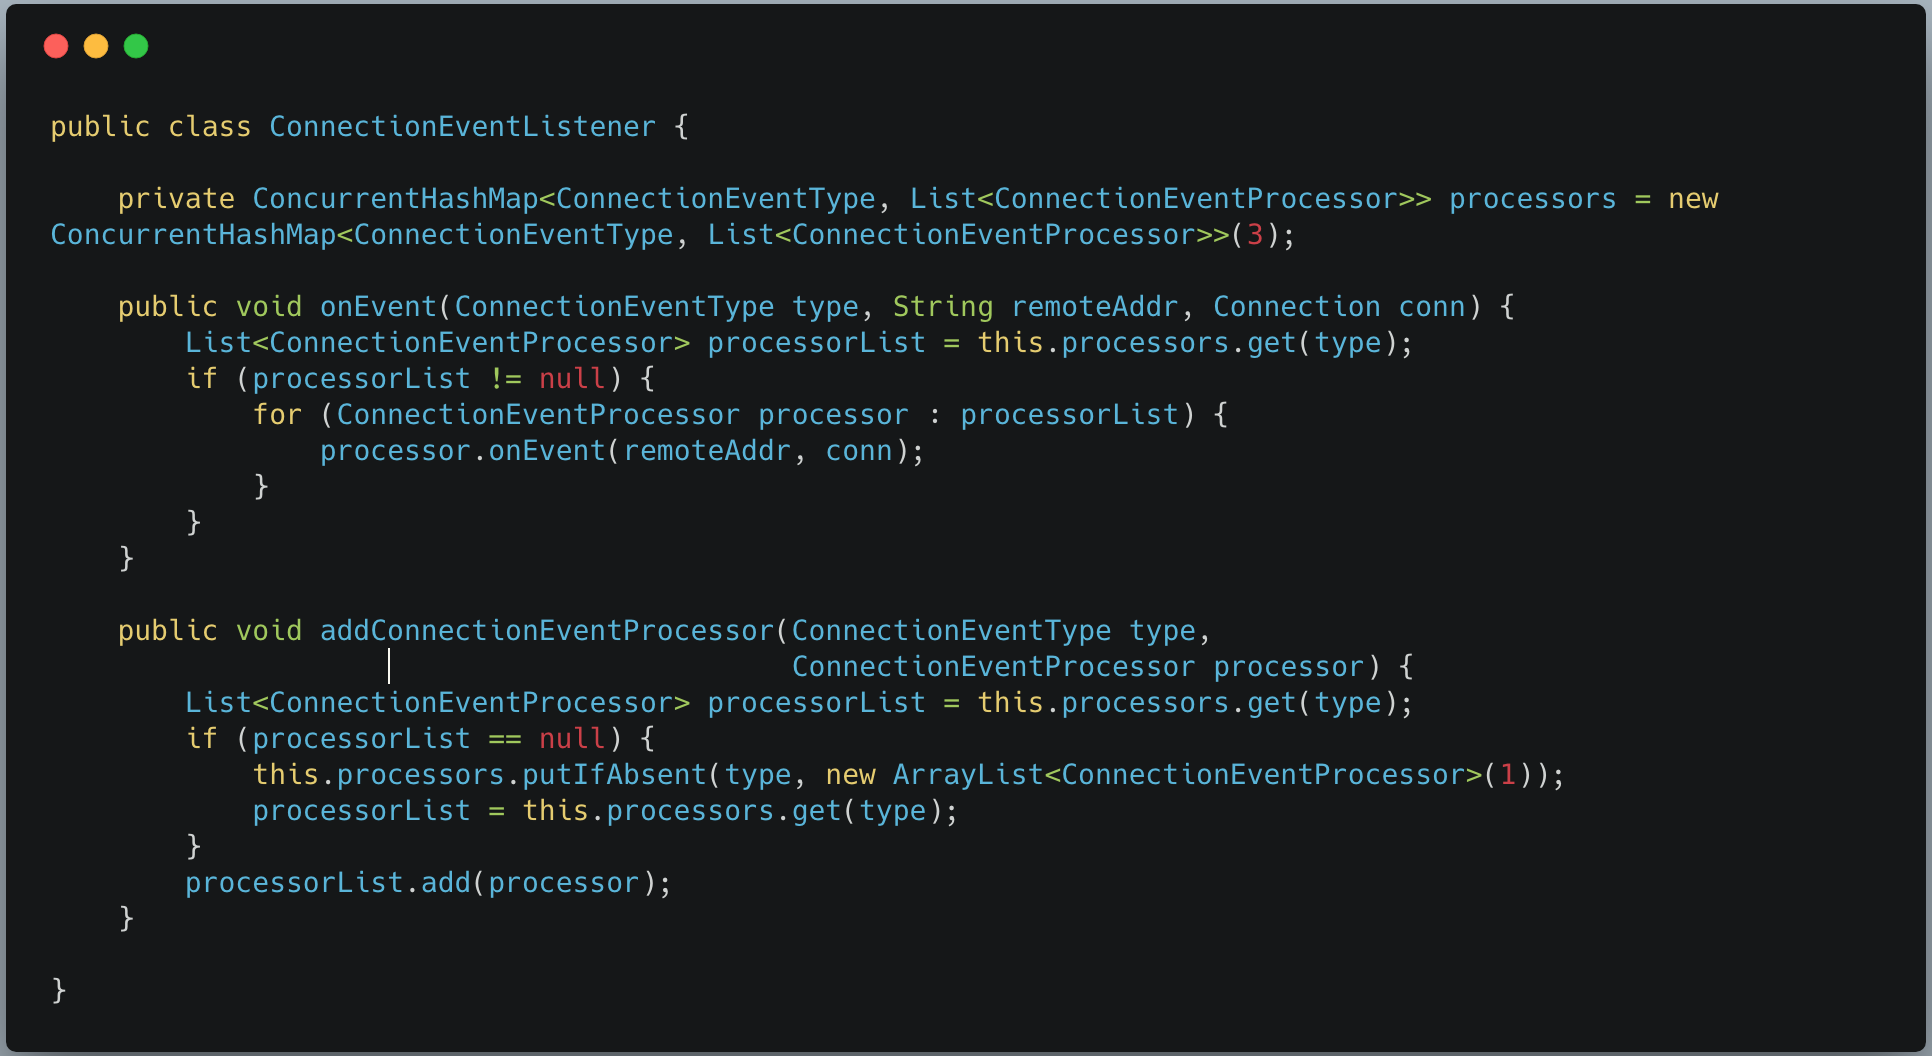 public class ConnectionEventListener {

    private ConcurrentHashMap<ConnectionEventType, List<ConnectionEventProcessor>> processors = new
ConcurrentHashMap<ConnectionEventType, List<ConnectionEventProcessor>>(3);

    public void onEvent(ConnectionEventType type, String remoteAddr, Connection conn) {
        List<ConnectionEventProcessor> processorList = this.processors.get(type);
        if (processorList != null) {
            for (ConnectionEventProcessor processor : processorList) {
                processor.onEvent(remoteAddr, conn);
            }
        }
    }

    public void addConnectionEventProcessor(ConnectionEventType type,
                                            ConnectionEventProcessor processor) {
        List<ConnectionEventProcessor> processorList = this.processors.get(type);
        if (processorList == null) {
            this.processors.putIfAbsent(type, new ArrayList<ConnectionEventProcessor>(1));
            processorList = this.processors.get(type);
        }
        processorList.add(processor);
    }

}